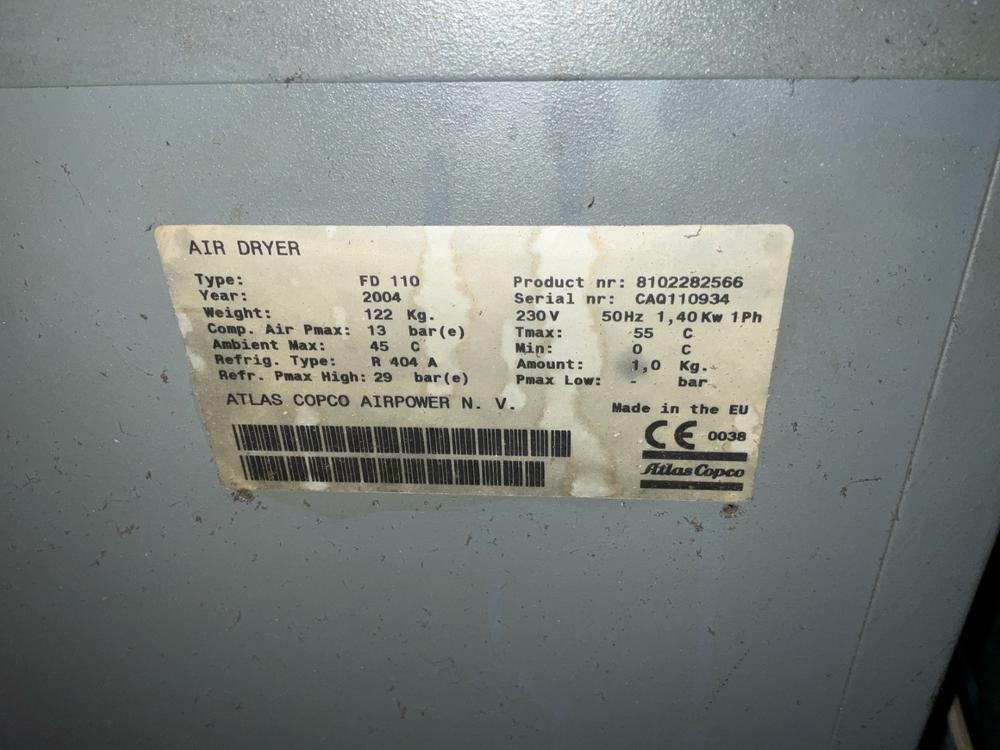 AIR DRYER
Type: FD 110 Product nr: 8102282566
Year: 2004 Serial nr: CAQ110934
Weight: 122 Kg. 230V 50Hz 1,40Kw 1Ph
Comp. Air Pmax: 13 bar(e) Tmax: 55 C
Ambient Max: 45 C Min: 0 C
Refrig. Type: R 404 A Amount: 1,0 Kg.
Refr. Pmax High: 29 bar(e) Pmax Low: - bar
ATLAS COPCO AIRPOWER N. V. Made in the EU
CE 0038
Atlas Copco